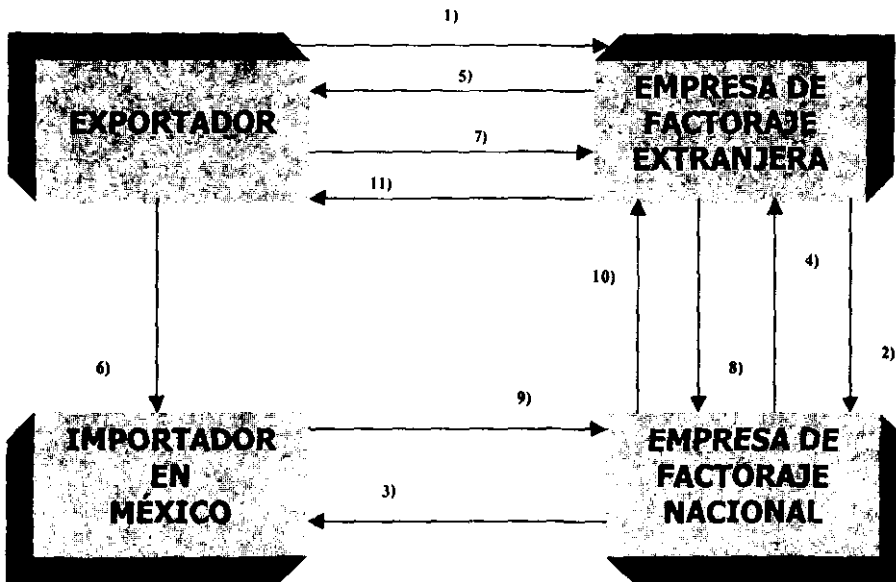 1)
EXPORTADOR
5)
7)
11)
EMPRESA DE
FACTORAJE
EXTRANJERA
6)
10)
8)
4)
2)
9)
3)
IMPORTADOR
EN
MÉXICO
EMPRESA DE
FACTORAJE
NACIONAL